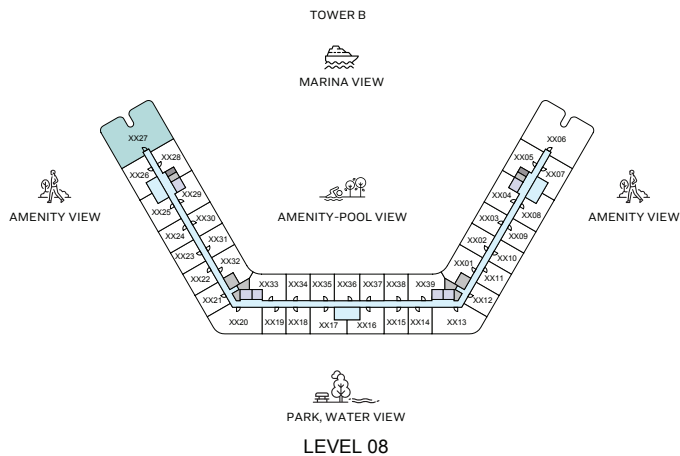 TOWER B
MARINA VIEW
XX27
XX06
XX28
XX05
XX26
XX07
XX29
XX04
XX25
XX08
XX30
XX03
XX24
XX09
XX31
XX02
XX23
XX10
XX32
XX01
XX22
XX11
XX21
XX12
XX33
XX34
XX35
XX36
XX37
XX38
XX39
XX20
XX19
XX18
XX17
XX16
XX15
XX14
XX13
AMENITY VIEW
AMENITY-POOL VIEW
AMENITY VIEW
PARK, WATER VIEW
LEVEL 08